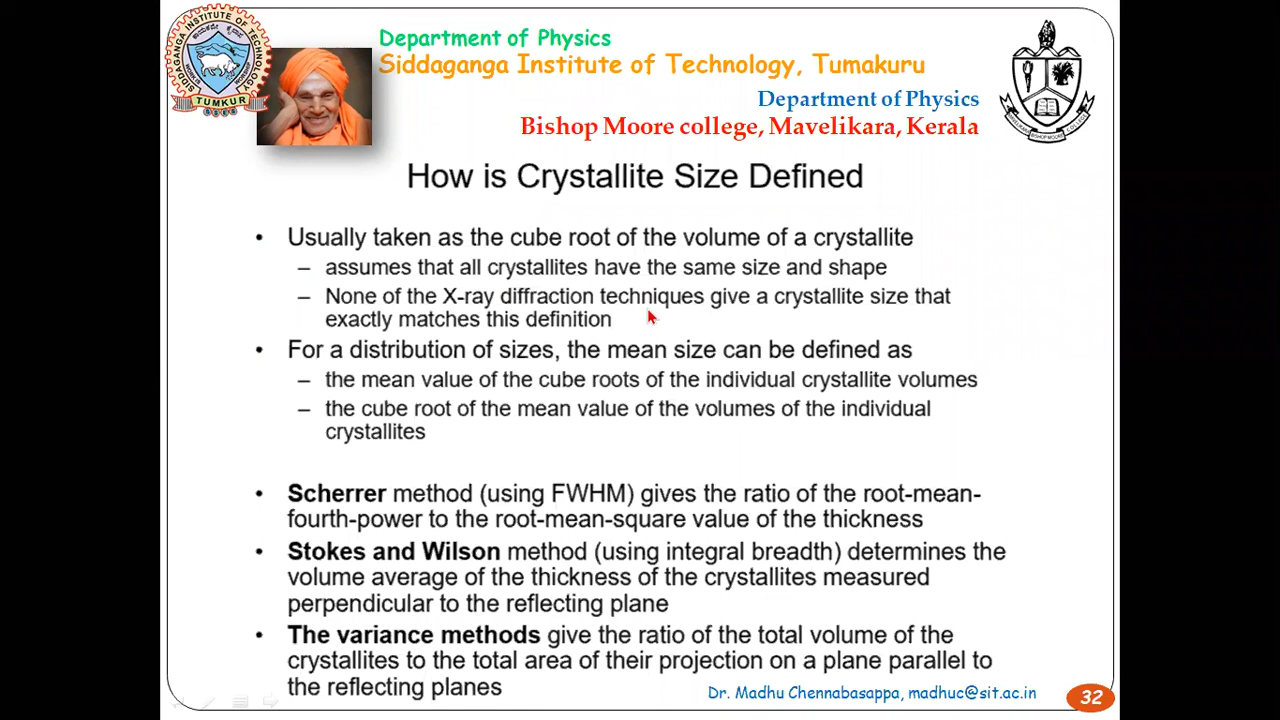 SIDDAGANGA INSTITUTE OF TECHNOLOGY
TUMKUR
Department of Physics
Siddaganga Institute of Technology, Tumakuru
Department of Physics
Bishop Moore college, Mavelikara, Kerala
How is Crystallite Size Defined
• Usually taken as the cube root of the volume of a crystallite
– assumes that all crystallites have the same size and shape
– None of the X-ray diffraction techniques give a crystallite size that
exactly matches this definition
• For a distribution of sizes, the mean size can be defined as
– the mean value of the cube roots of the individual crystallite volumes
– the cube root of the mean value of the volumes of the individual
crystallites
• Scherrer method (using FWHM) gives the ratio of the root-mean-
fourth-power to the root-mean-square value of the thickness
• Stokes and Wilson method (using integral breadth) determines the
volume average of the thickness of the crystallites measured
perpendicular to the reflecting plane
• The variance methods give the ratio of the total volume of the
crystallites to the total area of their projection on a plane parallel to
the reflecting planes
Dr. Madhu Chennabasappa, madhuc@sit.ac.in
32